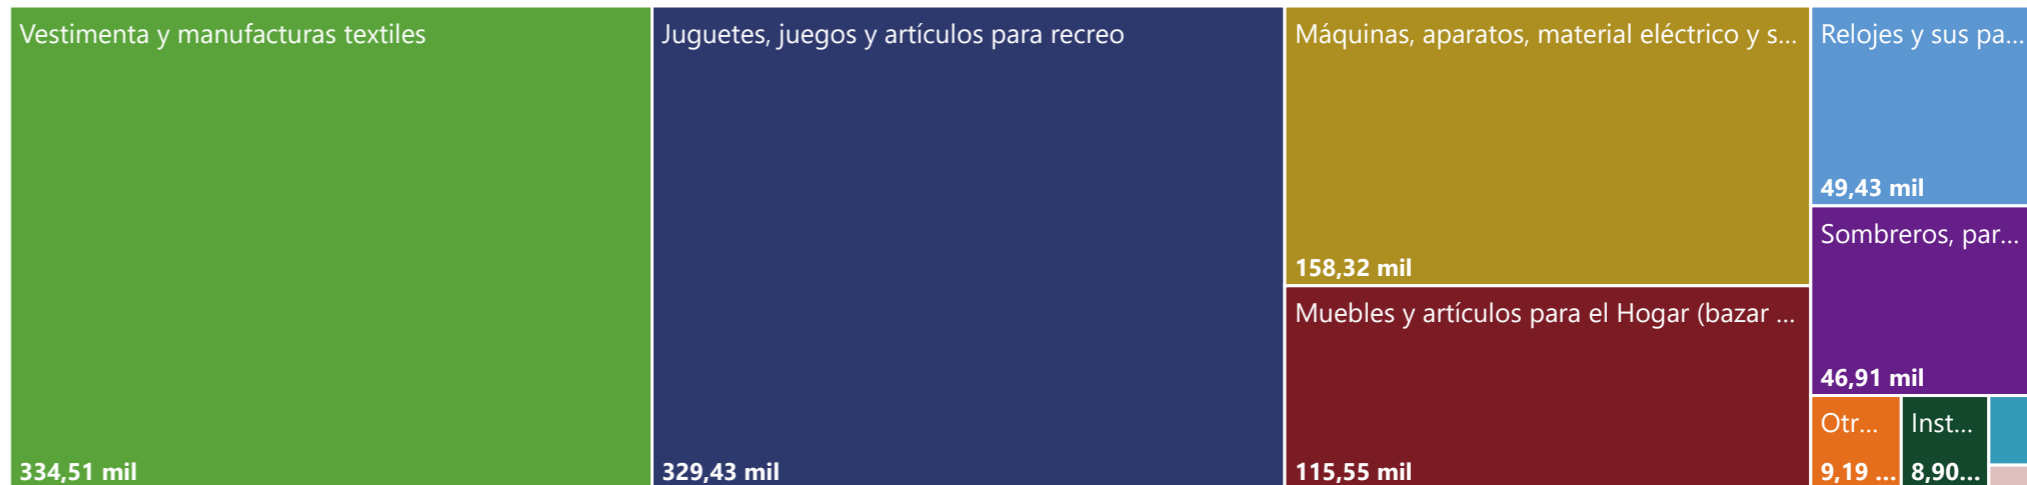 Vestimenta y manufacturas textiles
334,51 mil
Juguetes, juegos y artículos para recreo
329,43 mil
Máquinas, aparatos, material eléctrico y s...
158,32 mil
Muebles y artículos para el Hogar (bazar ...
115,55 mil
Relojes y sus pa...
49,43 mil
Sombreros, par...
46,91 mil
Otr...
9,19 ...
Inst...
8,90...